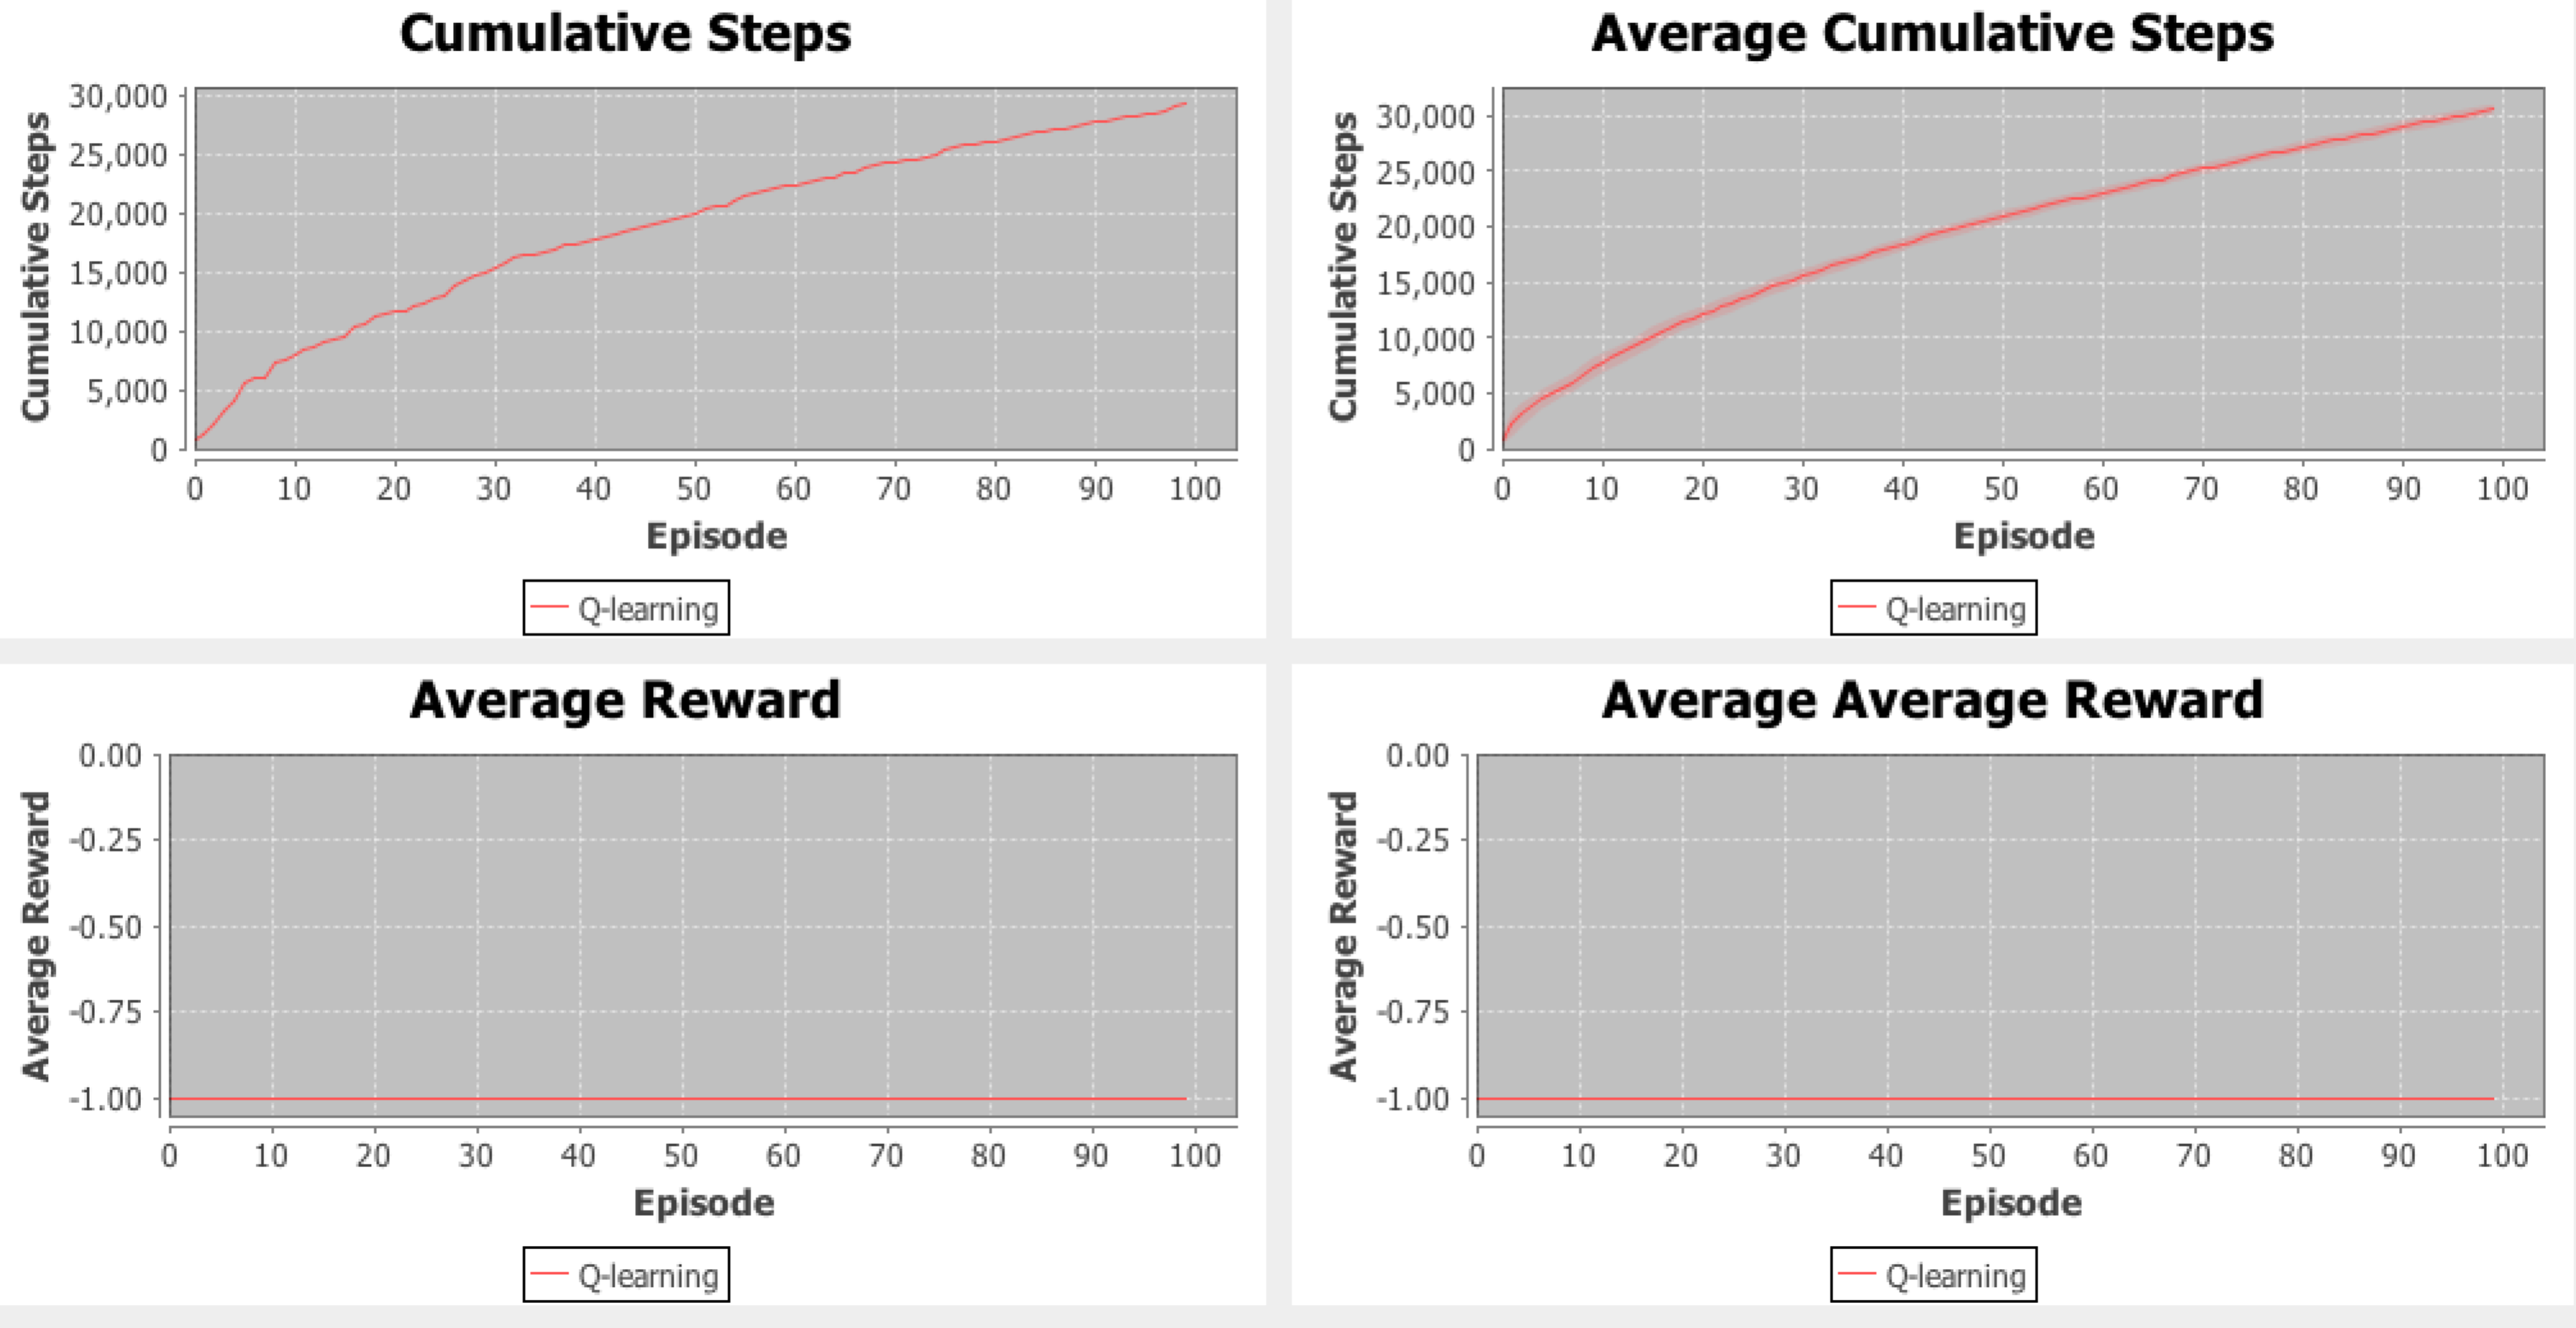 Cumulative Steps
Cumulative Steps
30,000
25,000
20,000
15,000
10,000
5,000
0
0 10 20 30 40 50 60 70 80 90 100
Episode
Q-learning
Average Cumulative Steps
Cumulative Steps
30,000
25,000
20,000
15,000
10,000
5,000
0
0 10 20 30 40 50 60 70 80 90 100
Episode
Q-learning
Average Reward
Average Reward
0.00
-0.25
-0.50
-0.75
-1.00
0 10 20 30 40 50 60 70 80 90 100
Episode
Q-learning
Average Average Reward
Average Reward
0.00
-0.25
-0.50
-0.75
-1.00
0 10 20 30 40 50 60 70 80 90 100
Episode
Q-learning